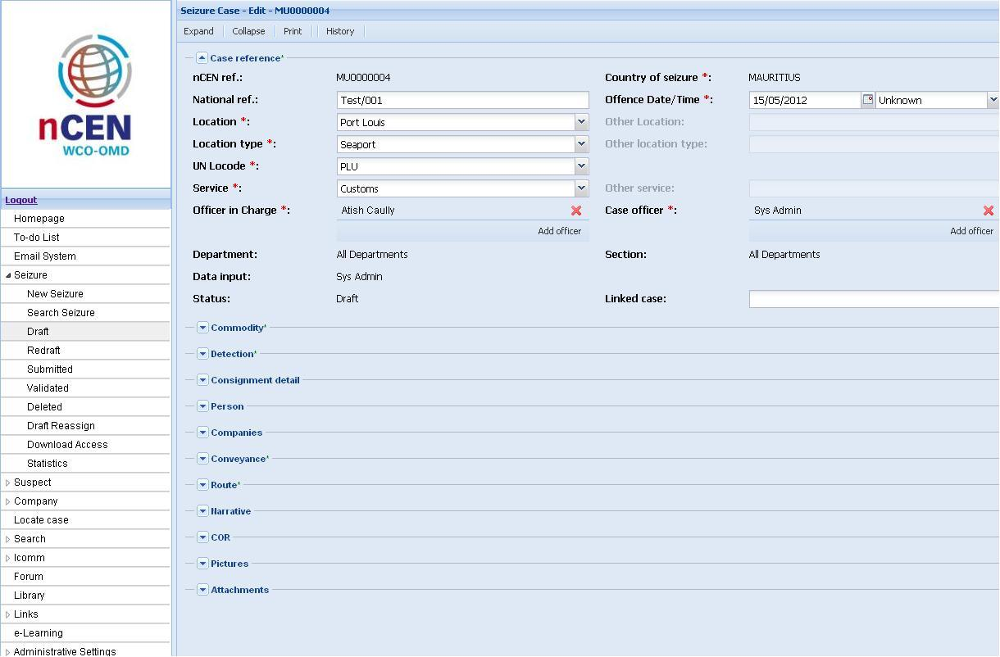 nCEN
WCO-OMD
Logout
Homepage
To-do List
Email System
Seizure
New Seizure
Search Seizure
Draft
Redraft
Submitted
Validated
Deleted
Draft Reassign
Download Access
Statistics
Suspect
Company
Locate case
Search
Icomm
Forum
Library
Links
e-Learning
Administrative Settings
Seizure Case - Edit - MU0000004
Expand Collapse Print History
Case reference*
nCEN ref.: MU0000004 Country of seizure *: MAURITIUS
National ref.: Test/001 Offence Date/Time *: 15/05/2012 Unknown
Location *: Port Louis Other Location:
Location type *: Seaport Other location type:
UN Locode *: PLU
Service *: Customs Other service:
Officer in Charge *: Atish Caully Case officer *: Sys Admin
Add officer Add officer
Department: All Departments Section: All Departments
Data input: Sys Admin
Status: Draft Linked case:
Commodity*
Detection*
Consignment detail
Person
Companies
Conveyance*
Route*
Narrative
COR
Pictures
Attachments